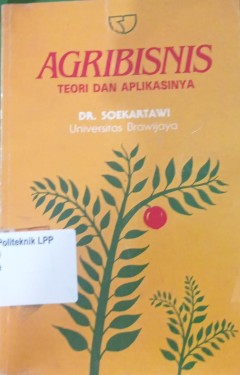 AGRIBISNIS
TEORI DAN APLIKASINYA
DR. SOEKARTAWI
Universitas Brawijaya
Politeknik LPP